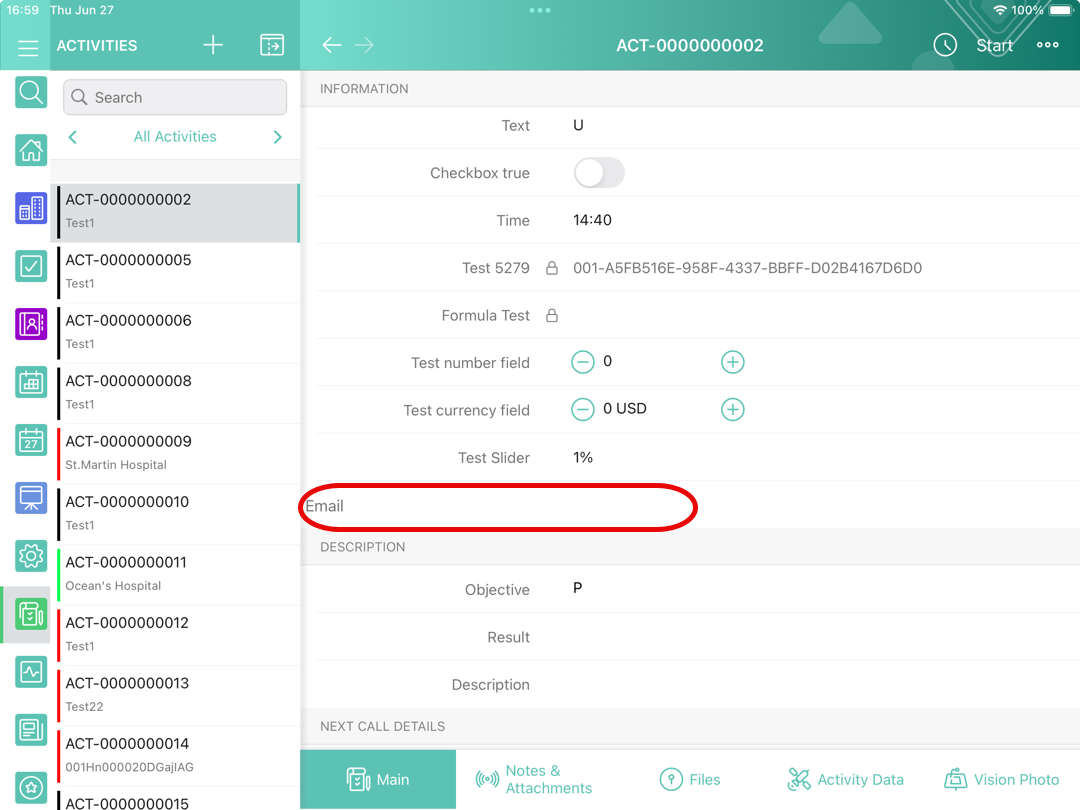 16:59 Thu Jun 27
100%
ACTIVITIES
Search
All Activities
ACT-0000000002
Test1
ACT-0000000005
Test1
ACT-0000000006
Test1
ACT-0000000008
Test1
ACT-0000000009
St.Martin Hospital
ACT-0000000010
Test1
ACT-0000000011
Ocean's Hospital
ACT-0000000012
Test1
ACT-0000000013
Test22
ACT-0000000014
001Hn000020DGajIAG
ACT-0000000015
27
ACT-0000000002
Start
INFORMATION
Text U
Checkbox true
Time 14:40
Test 5279 001-A5FB516E-958F-4337-BBFF-D02B4167D6D0
Formula Test
Test number field 0
Test currency field 0 USD
Test Slider 1%
Email
DESCRIPTION
Objective P
Result
Description
NEXT CALL DETAILS
Main
Notes &
Attachments
Files
Activity Data
Vision Photo